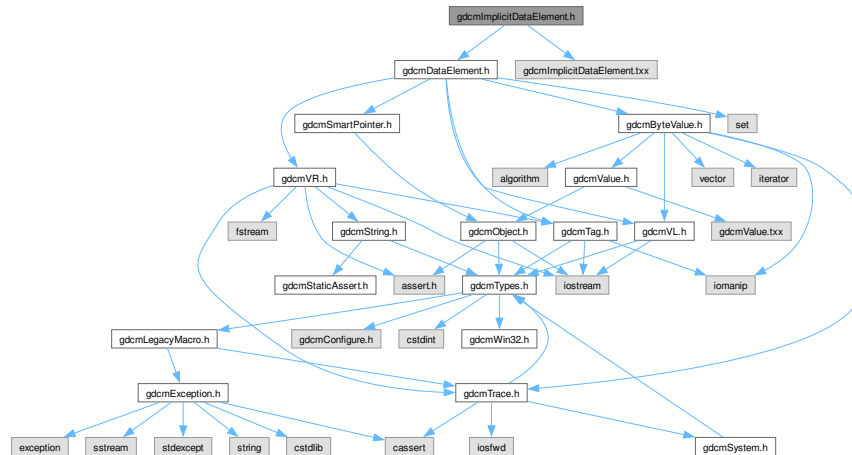 gdcmImplicitDataElement.h
gdcmDataElement.h
gdcmImplicitDataElement.txx
gdcmSmartPointer.h
gdcmByteValue.h
set
gdcmVR.h
algorithm
gdcmValue.h
vector
iterator
fstream
gdcmString.h
gdcmObject.h
gdcmTag.h
gdcmVL.h
gdcmValue.txx
gdcmStaticAssert.h
assert.h
gdcmTypes.h
iostream
iomanip
gdcmLegacyMacro.h
gdcmConfigure.h
cstdint
gdcmWin32.h
gdcmException.h
gdcmTrace.h
exception
sstream
stdexcept
string
cstdlib
cassert
iosfwd
gdcmSystem.h